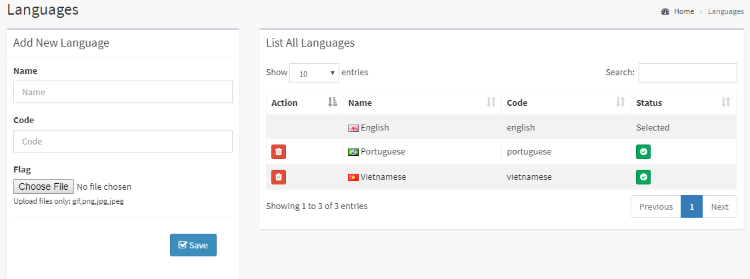 Languages
Home » Languages
Add New Language
Name
Name
Code
Code
Flag
Choose File No file chosen
Upload files only: gif,png,jpg,jpeg
Save
List All Languages
Show 10 entries
Search:
Action Name Code Status
English english Selected
Portuguese portuguese
Vietnamese vietnamese
Showing 1 to 3 of 3 entries
Previous 1 Next